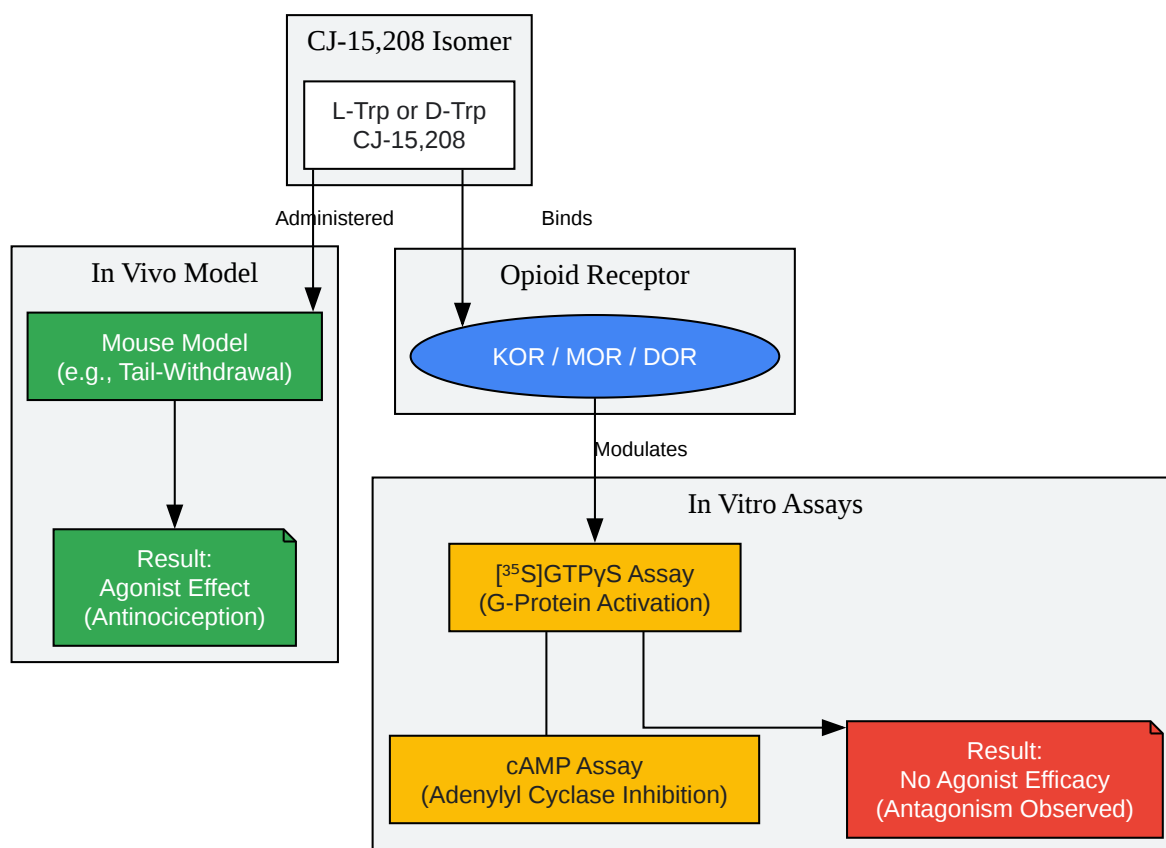 CJ-15,208 Isomer
L-Trp or D-Trp
CJ-15,208
Administered
Binds
In Vivo Model
Mouse Model
(e.g., Tail-Withdrawal)
Result:
Agonist Effect
(Antinociception)
Opioid Receptor
KOR / MOR / DOR
Modulates
In Vitro Assays
[³⁵S]GTPγS Assay
(G-Protein Activation)
cAMP Assay
(Adenylyl Cyclase Inhibition)
Result:
No Agonist Efficacy
(Antagonism Observed)